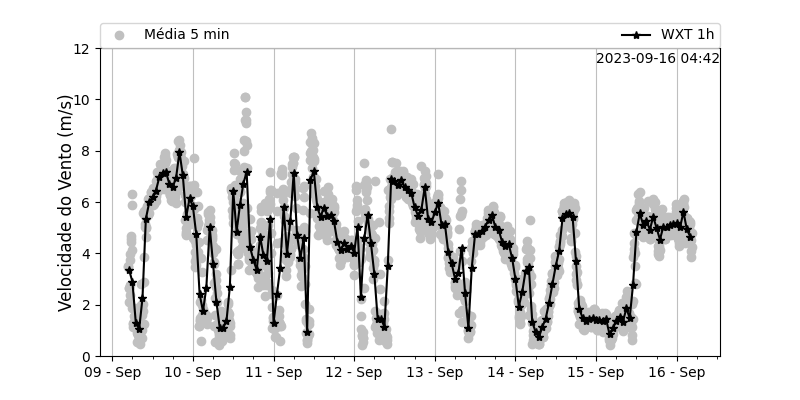 Média 5 min
WXT 1h
2023-09-16 04:42
Velocidade do Vento (m/s)
12
10
8
6
4
2
0
09 - Sep
10 - Sep
11 - Sep
12 - Sep
13 - Sep
14 - Sep
15 - Sep
16 - Sep